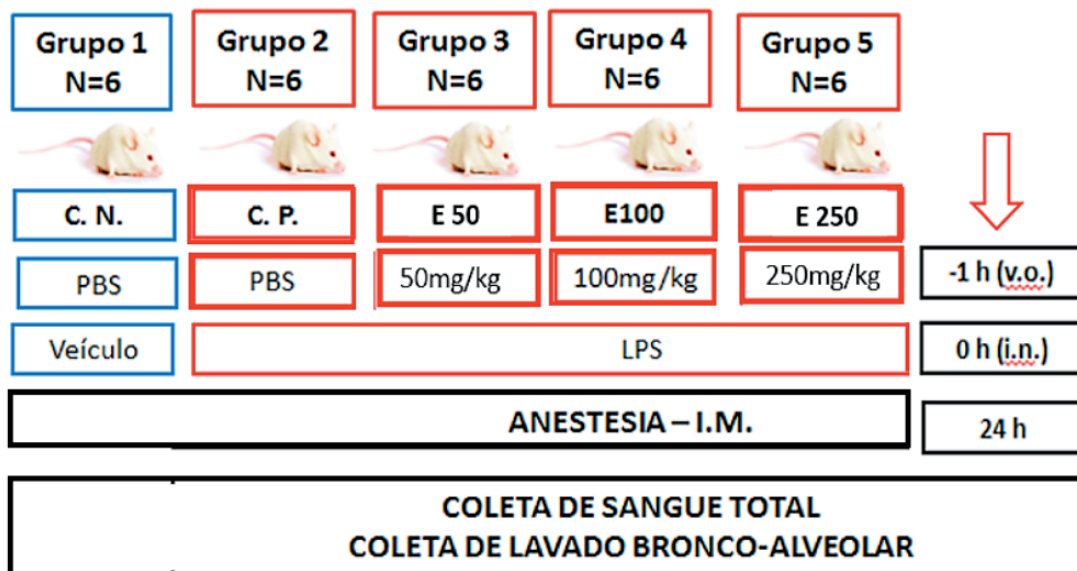 Grupo 1
N=6
Grupo 2
N=6
Grupo 3
N=6
Grupo 4
N=6
Grupo 5
N=6
C. N.
C. P.
E 50
E100
E 250
PBS
PBS
50mg/kg
100mg/kg
250mg/kg
-1 h (v.o.)
Veículo
LPS
0 h (i.n.)
ANESTESIA – I.M.
24 h
COLETA DE SANGUE TOTAL
COLETA DE LAVADO BRONCO-ALVEOLAR